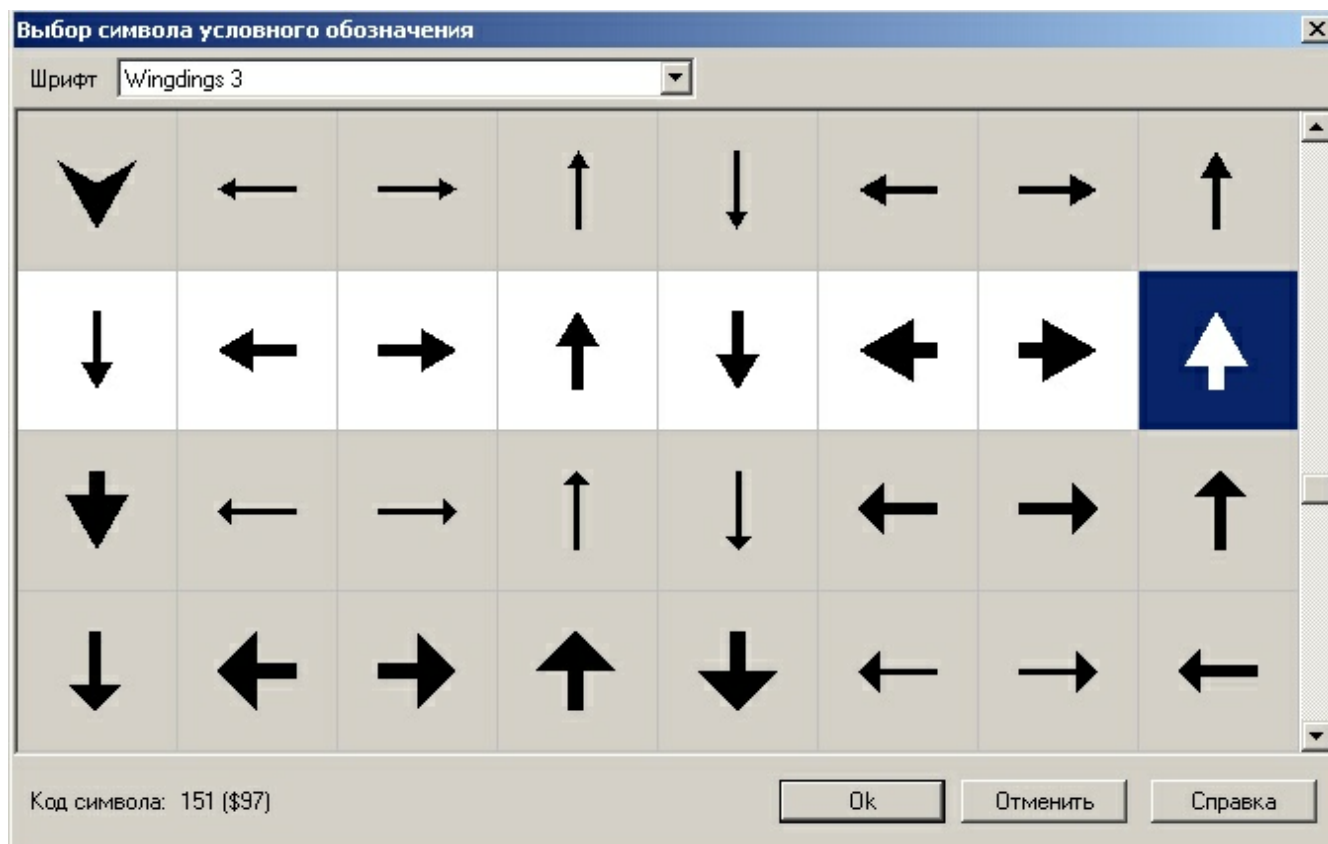 Выбор символа условного обозначения
Шрифт Wingdings 3
Код символа: 151 ($97) Ok Отменить Справка